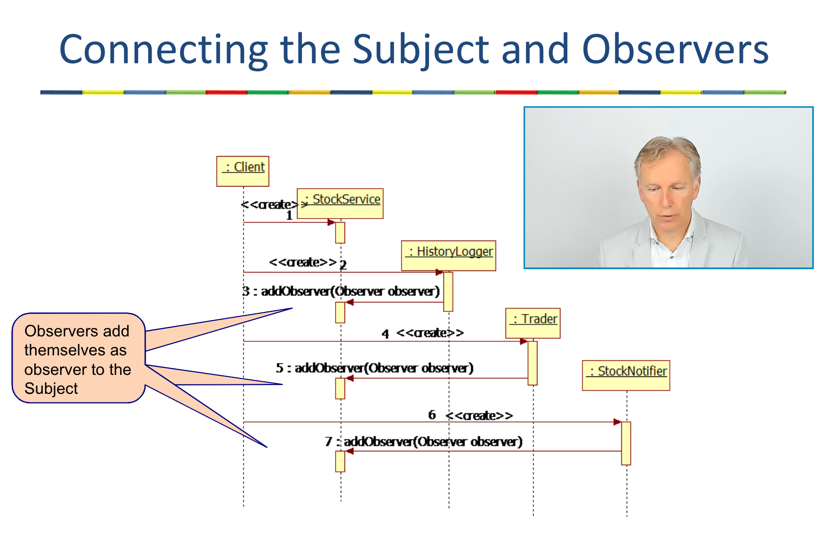 Connecting the Subject and Observers
: Client
<<create>>
1
: StockService
: HistoryLogger
<<create>> 2
3 : addObserver(Observer observer)
: Trader
4 <<create>>
Observers add
themselves as
observer to the
Subject
5 : addObserver(Observer observer)
: StockNotifier
6 <<create>>
7 : addObserver(Observer observer)